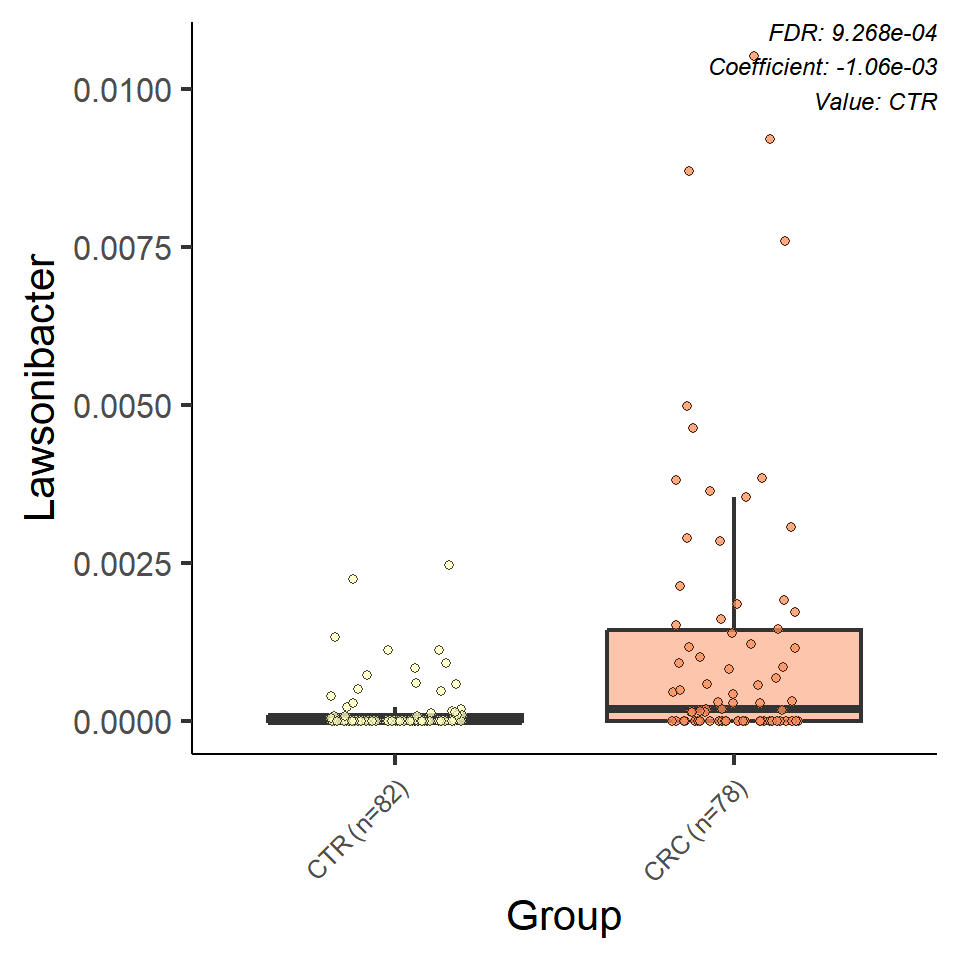 FDR: 9.268e-04
Coefficient: -1.06e-03
Value: CTR
0.0100
0.0075
0.0050
0.0025
0.0000
Lawsonibacter
CTR (n=82)
CRC (n=78)
Group